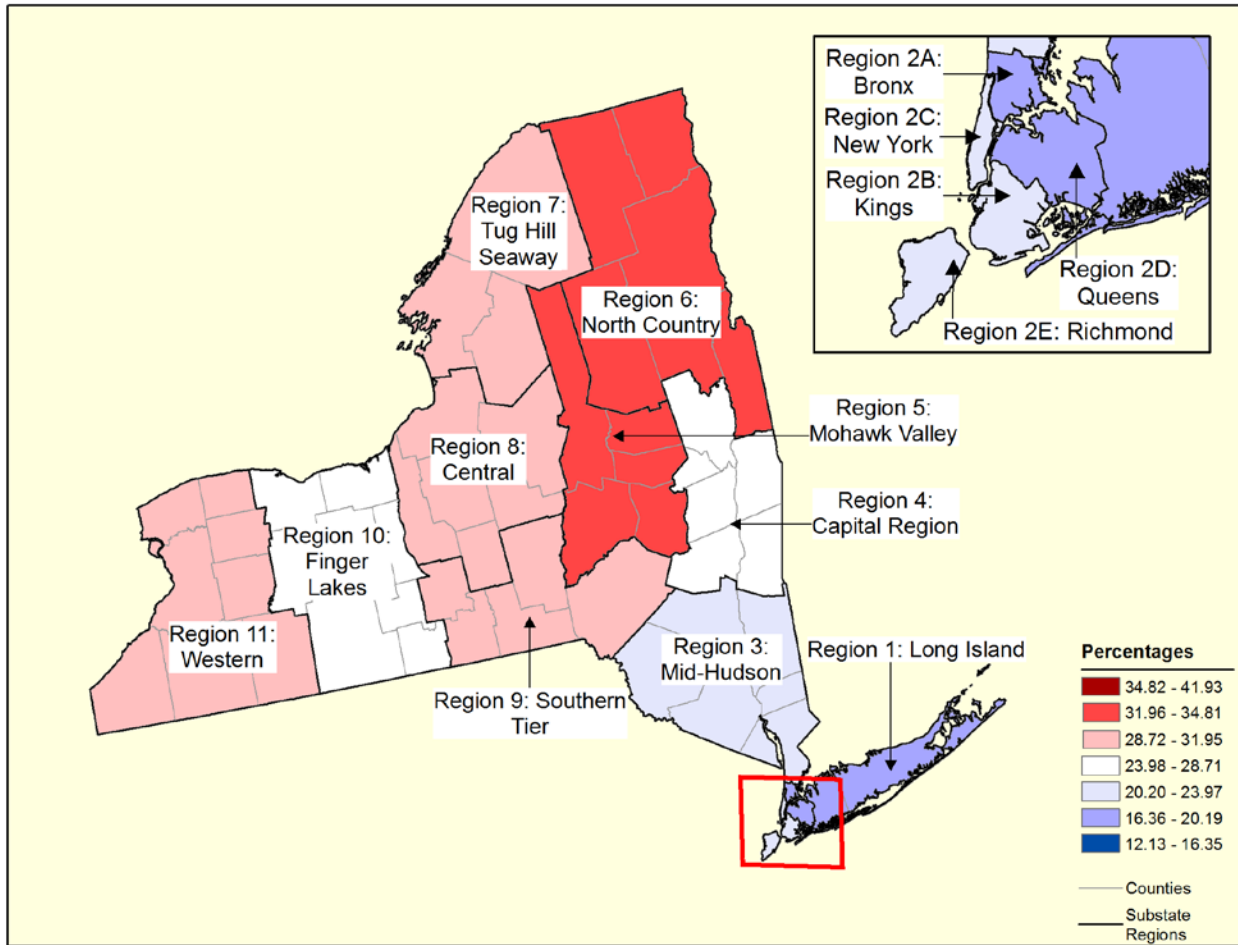 Region 2A:
Bronx
Region 2C:
New York
Region 2B:
Kings
Region 2D:
Queens
Region 2E: Richmond
Region 7:
Tug Hill
Seaway
Region 6:
North Country
Region 5:
Mohawk Valley
Region 8:
Central
Region 4:
Capital Region
Region 10:
Finger
Lakes
Region 11:
Western
Region 3:
Mid-Hudson
Region 1: Long Island
Region 9: Southern
Tier
Percentages
34.82 - 41.93
31.96 - 34.81
28.72 - 31.95
23.98 - 28.71
20.20 - 23.97
16.36 - 20.19
12.13 - 16.35
Counties
Substate
Regions